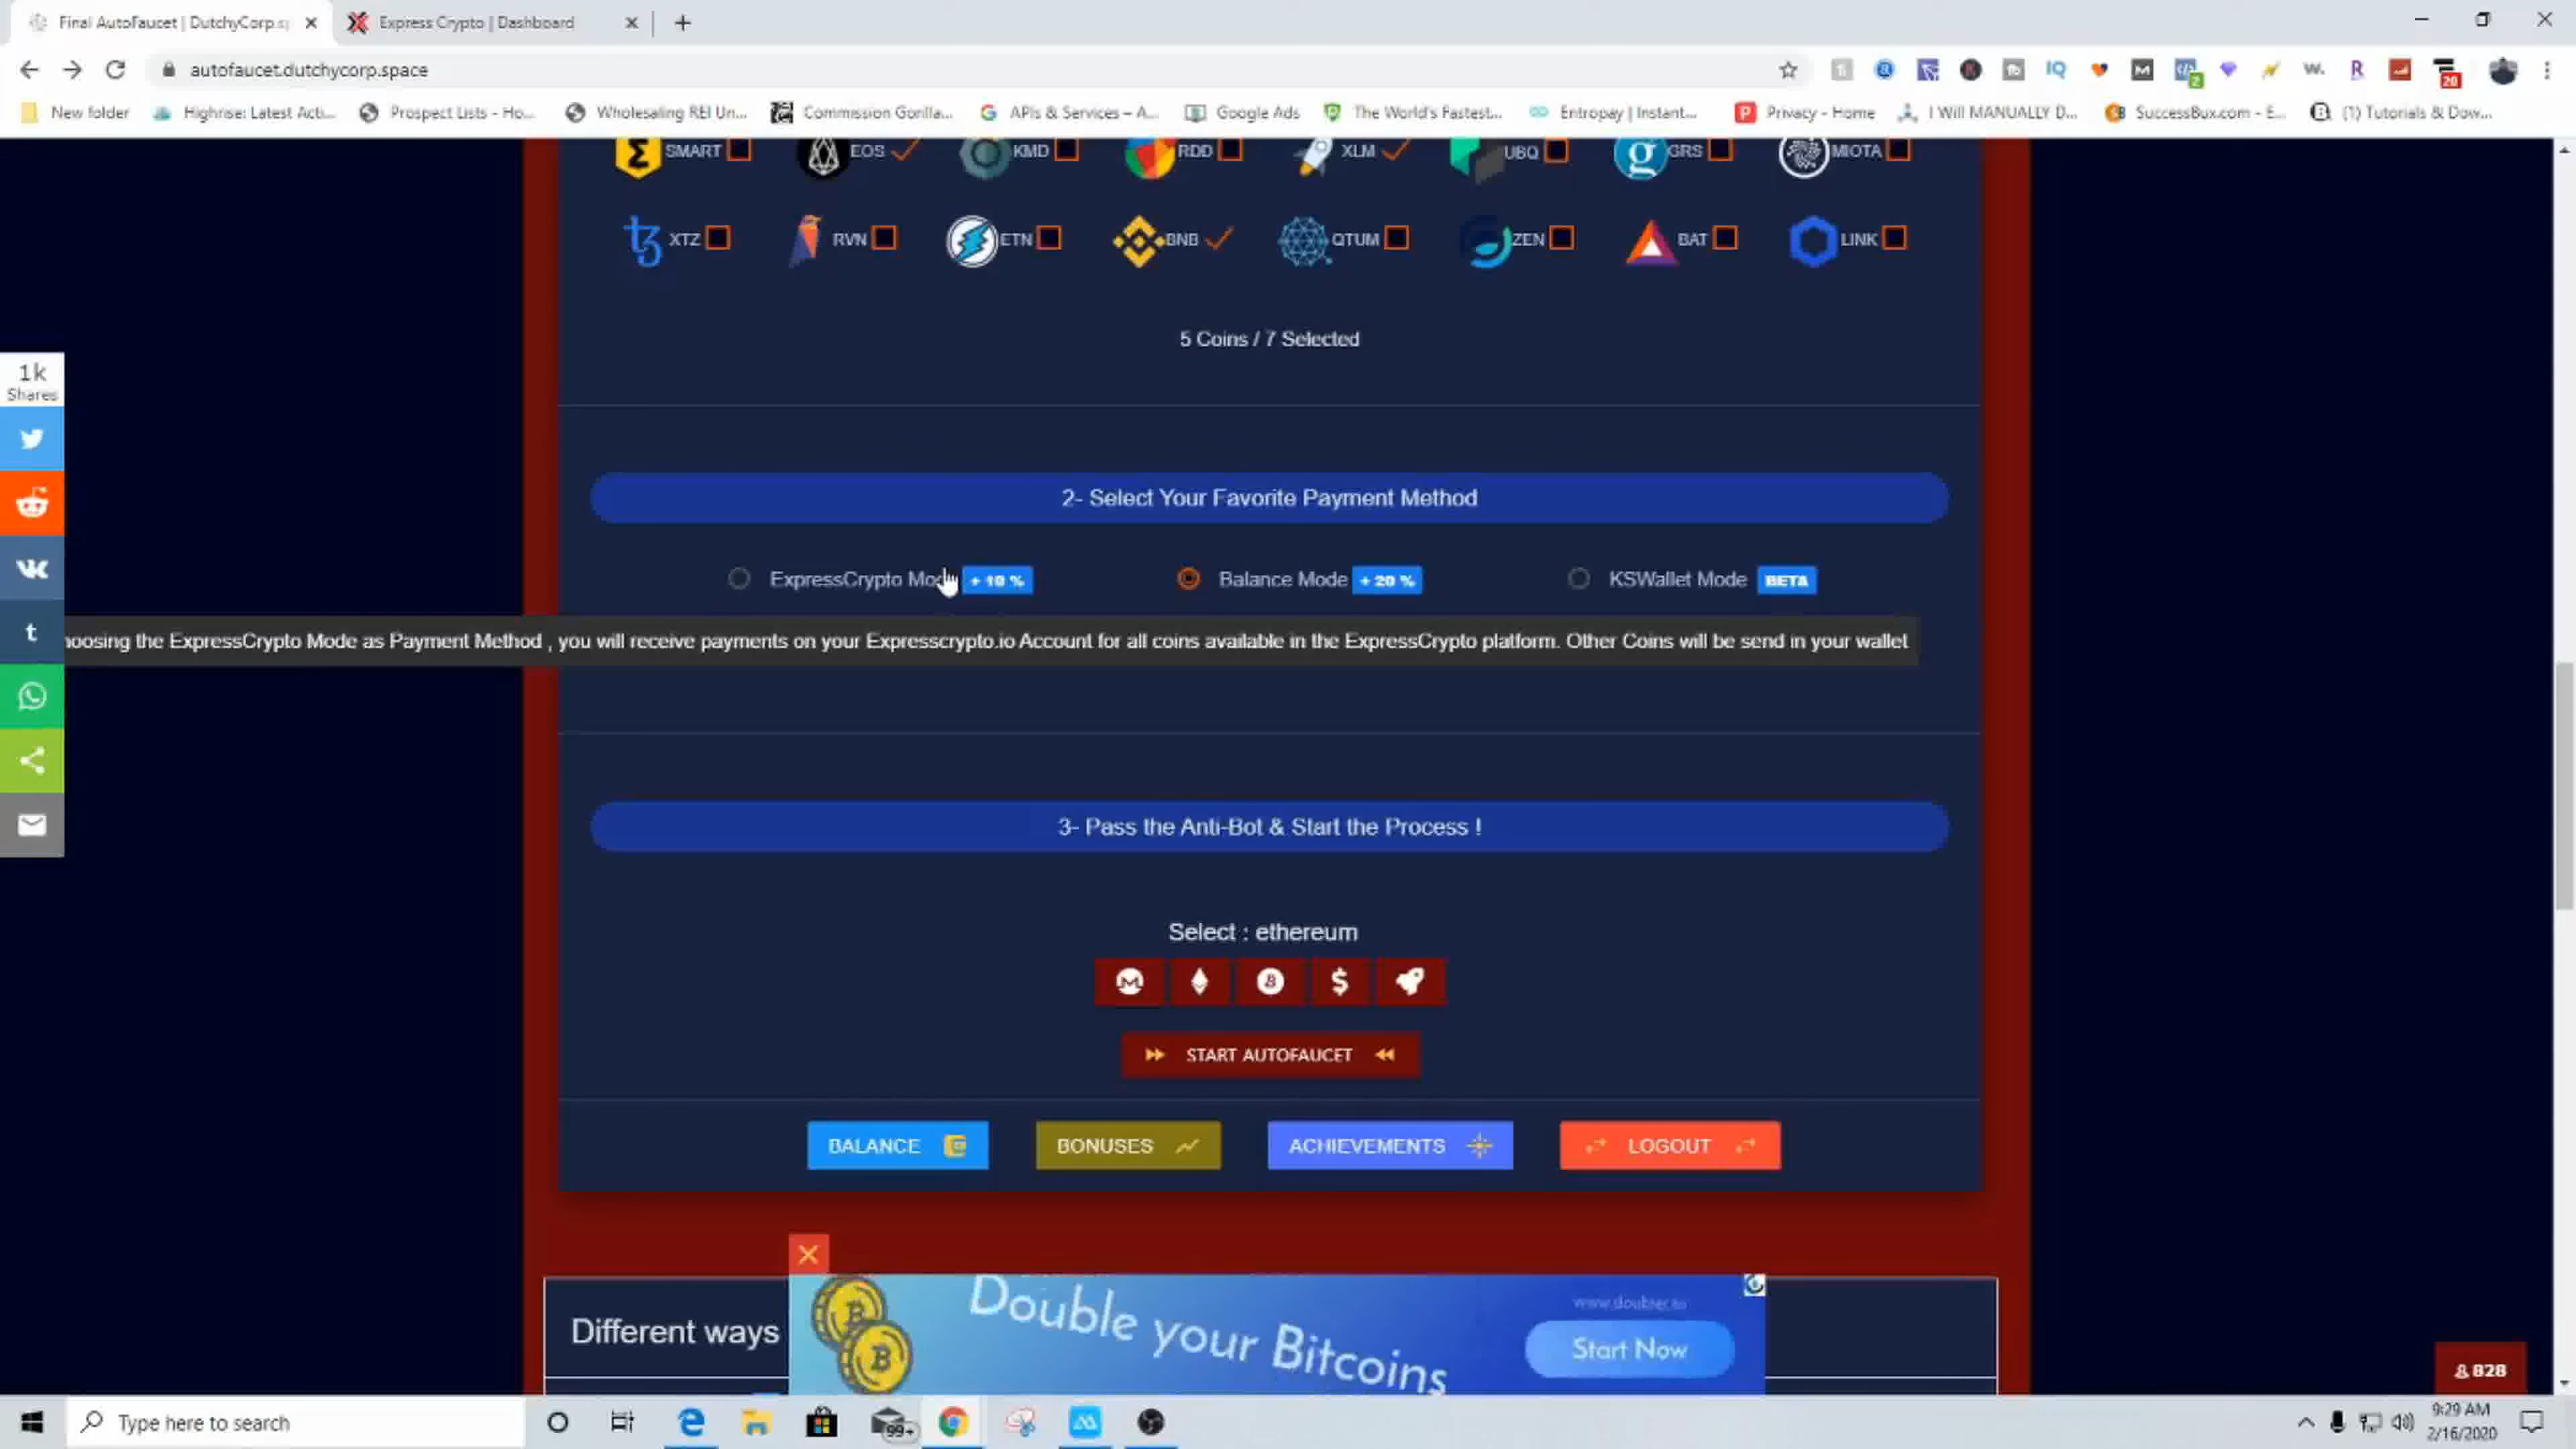 Final AutoFaucet | DutchyCorp.s
Express Crypto | Dashboard
autofaucet.dutchycorp.space
IQ
W.
R
20
2
New folder
Highrise: Latest Acti...
Prospect Lists - Ho...
Wholesaling REI Un...
Commission Gorilla...
APIs & Services – A...
Google Ads
The World's Fastest...
Entropay | Instant...
Privacy - Home
I Will MANUALLY D...
SuccessBux.com - E...
(1) Tutorials & Dow...
SMART
EOS
KMD
RDD
XLM
UBQ
GRS
MIOTA
XTZ
RVN
ETN
BNB
QTUM
ZEN
BAT
LINK
5 Coins / 7 Selected
1k
Shares
2- Select Your Favorite Payment Method
ExpressCrypto Mod + 10 %
Balance Mode + 20 %
KSWallet Mode BETA
hoosing the ExpressCrypto Mode as Payment Method , you will receive payments on your Expresscrypto.io Account for all coins available in the ExpressCrypto platform. Other Coins will be send in your wallet
3- Pass the Anti-Bot & Start the Process !
Select : ethereum
START AUTOFAUCET
BALANCE
BONUSES
ACHIEVEMENTS
LOGOUT
Different ways
Double your Bitcoins
Start Now
828
Type here to search
99+
9:29 AM
2/16/2020